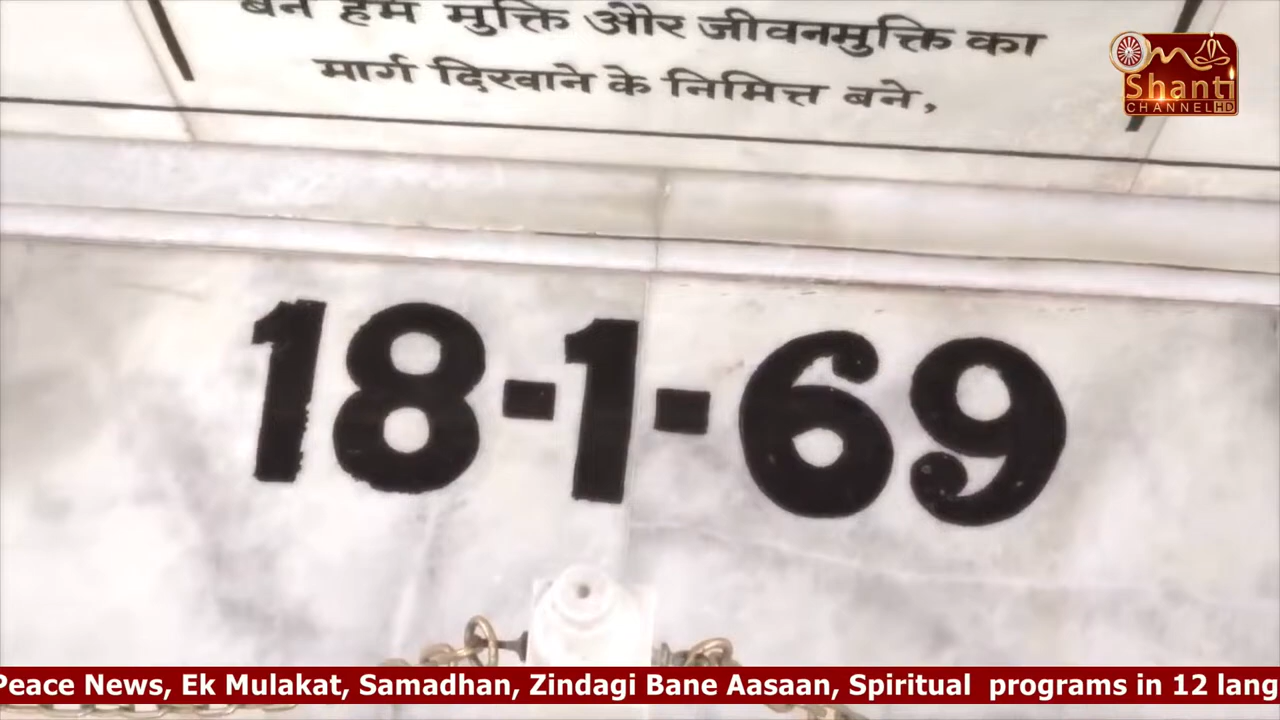 बन हम मुक्ति और जीवनमुक्ति का
मार्ग दिखाने के निमित्त बने,
Om
Shanti
CHANNEL HD
18-1-69
Peace News, Ek Mulakat, Samadhan, Zindagi Bane Aasaan, Spiritual programs in 12 lang